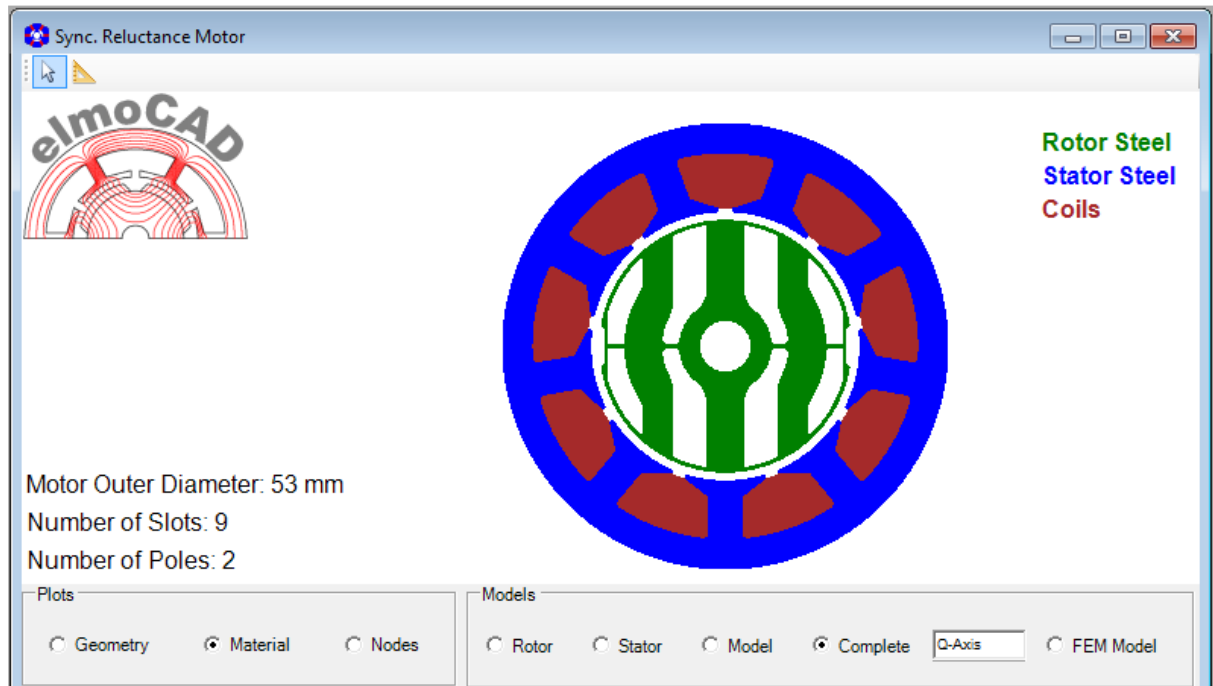 Sync. Reluctance Motor
elmoCAD
Rotor Steel
Stator Steel
Coils
Motor Outer Diameter: 53 mm
Number of Slots: 9
Number of Poles: 2
Plots
Geometry Material Nodes
Models
Rotor Stator Model Complete Q-Axis FEM Model